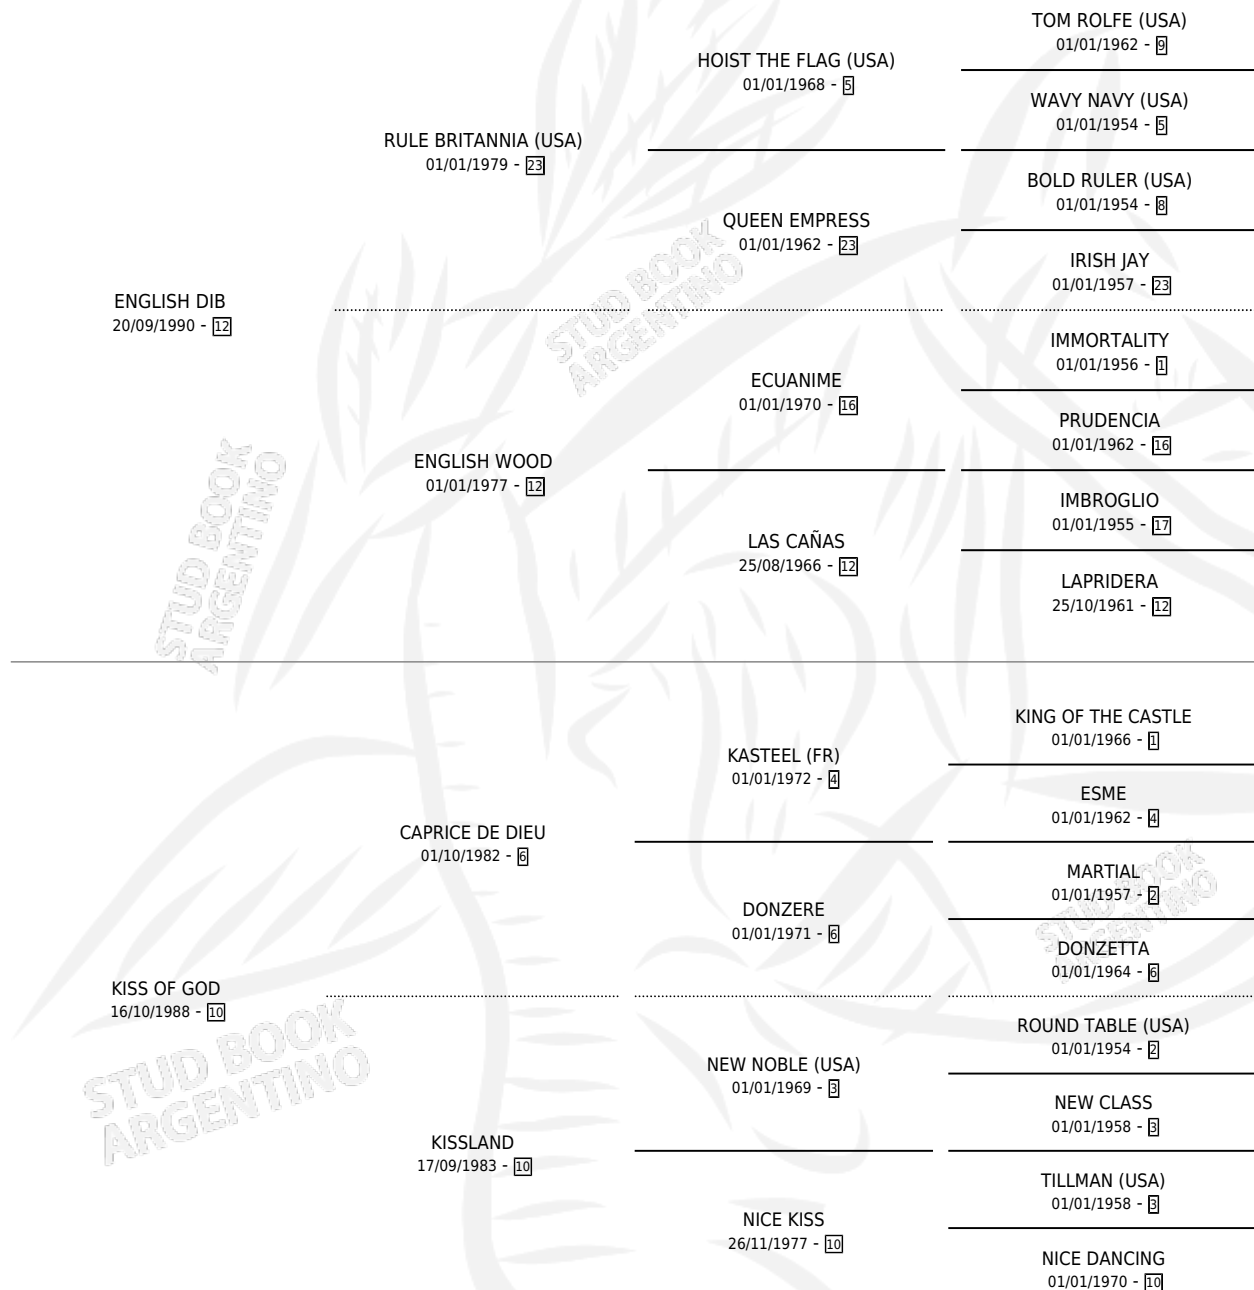 TOM ROLFE (USA)
01/01/1962 - 9
HOIST THE FLAG (USA)
01/01/1968 - 5
WAVY NAVY (USA)
01/01/1954 - 5
RULE BRITANNIA (USA)
01/01/1979 - 23
BOLD RULER (USA)
01/01/1954 - 8
QUEEN EMPRESS
01/01/1962 - 23
IRISH JAY
01/01/1957 - 23
ENGLISH DIB
20/09/1990 - 12
IMMORTALITY
01/01/1956 - 1
ECUANIME
01/01/1970 - 16
PRUDENCIA
01/01/1962 - 16
ENGLISH WOOD
01/01/1977 - 12
IMBROGLIO
01/01/1955 - 17
LAS CAÑAS
25/08/1966 - 12
LAPRIDERA
25/10/1961 - 12
KING OF THE CASTLE
01/01/1966 - 1
KASTEEL (FR)
01/01/1972 - 4
ESME
01/01/1962 - 4
CAPRICE DE DIEU
01/10/1982 - 6
MARTIAL
01/01/1957 - 2
DONZERE
01/01/1971 - 6
DONZETTA
01/01/1964 - 6
KISS OF GOD
16/10/1988 - 10
ROUND TABLE (USA)
01/01/1954 - 2
NEW NOBLE (USA)
01/01/1969 - 3
NEW CLASS
01/01/1958 - 3
KISSLAND
17/09/1983 - 10
TILLMAN (USA)
01/01/1958 - 3
NICE KISS
26/11/1977 - 10
NICE DANCING
01/01/1970 - 10
STUD BOOK
ARGENTINO
STUD BOOK
ARGENTINO
STUD BOOK
ARGENTINO
STUD BOOK
ARGENTINO